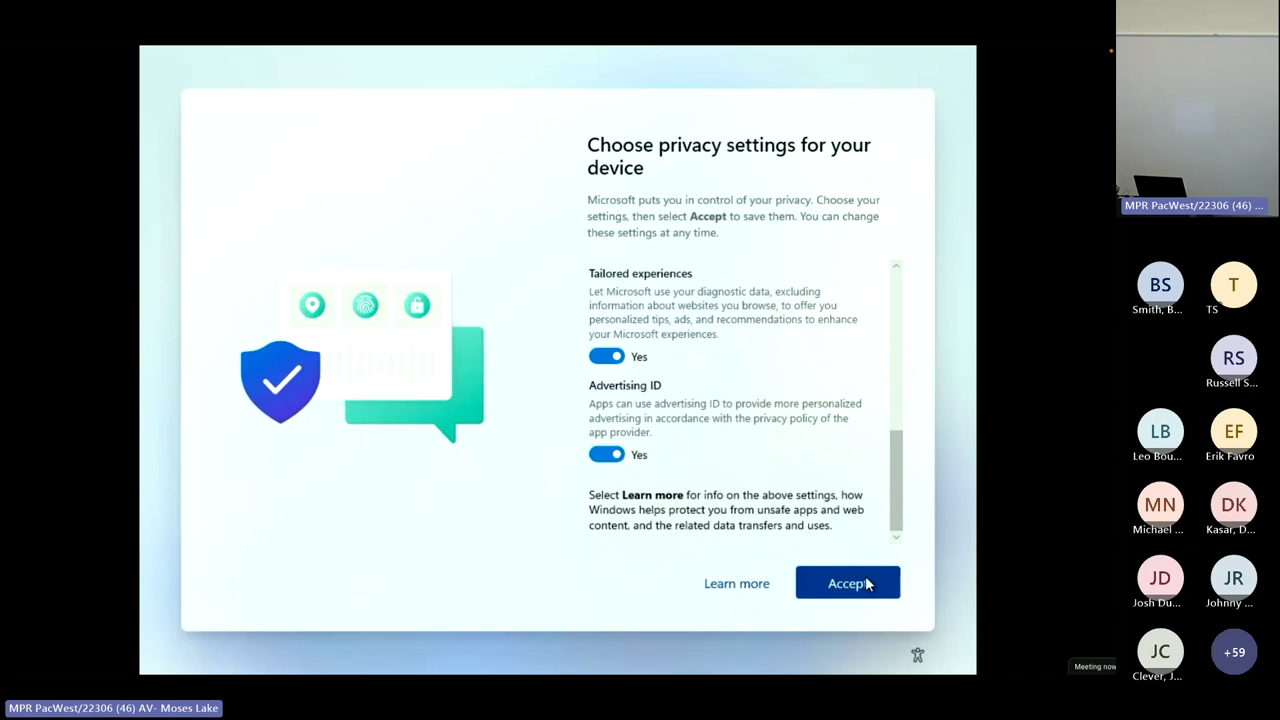 Choose privacy settings for your
device
Microsoft puts you in control of your privacy. Choose your
settings, then select Accept to save them. You can change
these settings at any time.
Tailored experiences
Let Microsoft use your diagnostic data, excluding
information about websites you browse, to offer you
personalized tips, ads, and recommendations to enhance
your Microsoft experiences.
Yes
Advertising ID
Apps can use advertising ID to provide more personalized
advertising in accordance with the privacy policy of the
app provider.
Yes
Select Learn more for info on the above settings, how
Windows helps protect you from unsafe apps and web
content, and the related data transfers and uses.
Learn more
Accept
MPR PacWest/22306 (46) ...
BS
Smith, B...
T
TS
RS
Russell S...
LB
Leo Bou...
EF
Erik Favro
MN
Michael ...
DK
Kasar, D...
JD
Josh Du...
JR
Johnny ...
JC
Clever, J...
+59
Meeting now
MPR PacWest/22306 (46) AV- Moses Lake